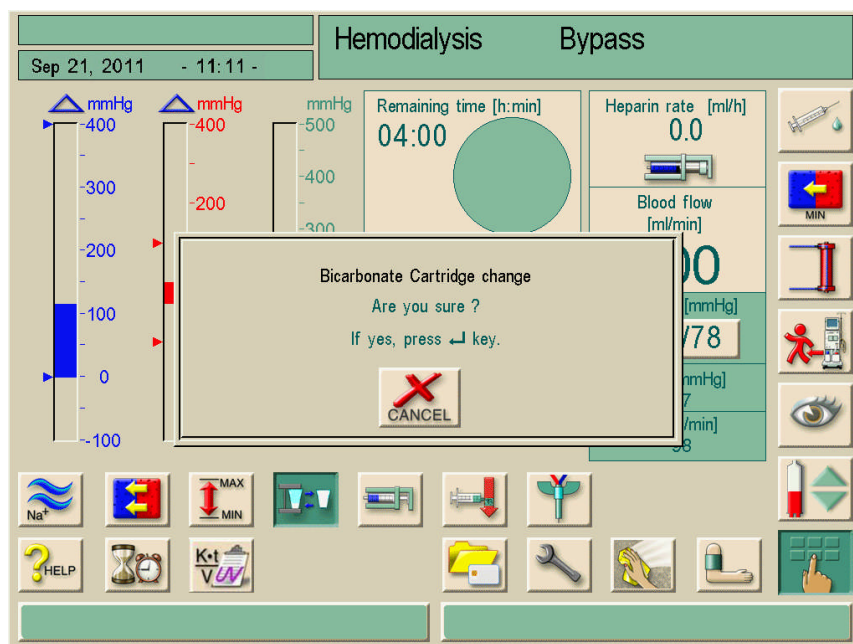 Hemodialysis Bypass
Sep 21, 2011 - 11:11 -
mmHg mmHg mmHg
400 400 500
300
200
400
300
200
100
0
-100
Remaining time [h:min]
04:00
Heparin rate [ml/h]
0.0
Blood flow
[ml/min]
[mmHg]
/78
mmHg]
7
/min]
98
MIN
Bicarbonate Cartridge change
Are you sure ?
If yes, press ↵ key.
CANCEL
Na+
MAX
MIN
HELP
K•t
V